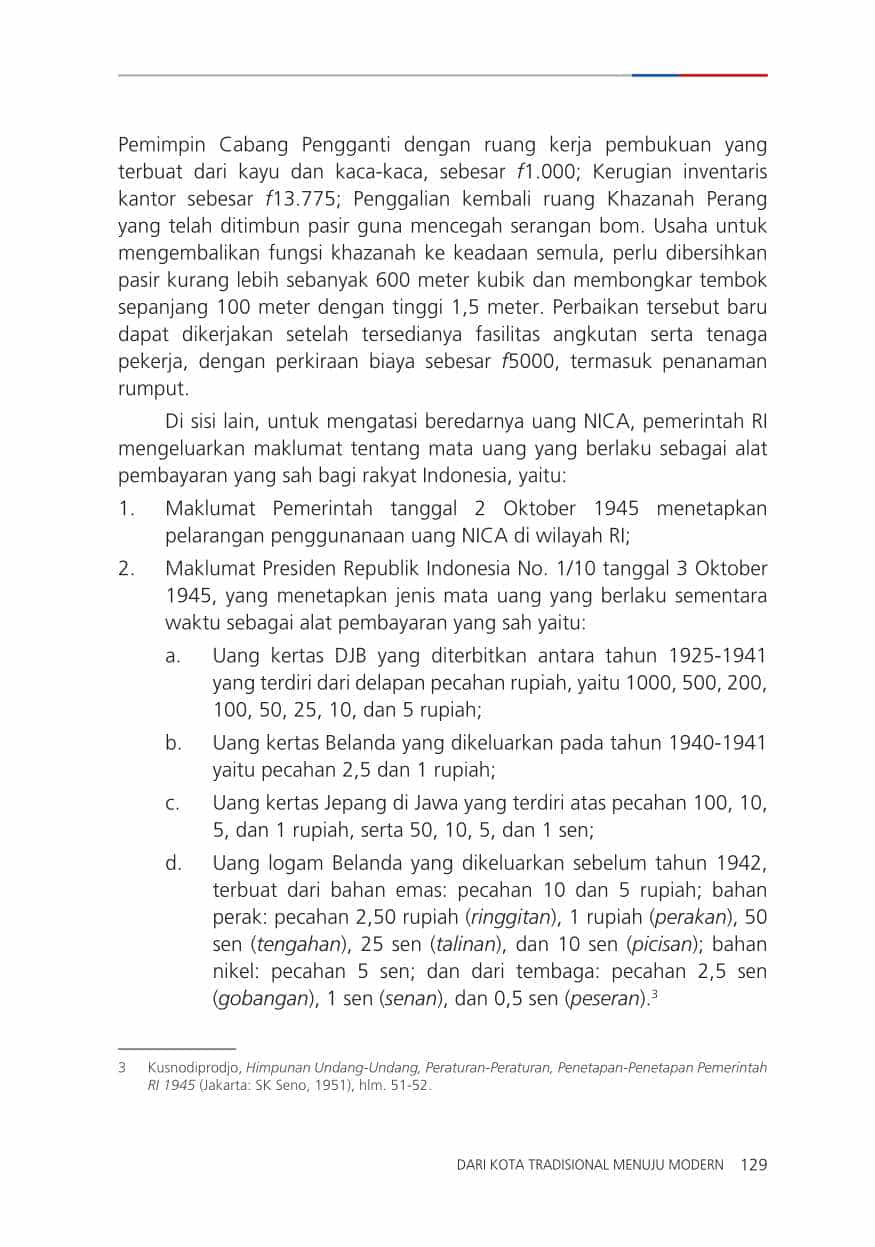 Pemimpin Cabang Pengganti dengan ruang kerja pembukuan yang
terbuat dari kayu dan kaca-kaca, sebesar ƒ1.000; Kerugian inventaris
kantor sebesar ƒ13.775; Penggalian kembali ruang Khazanah Perang
yang telah ditimbun pasir guna mencegah serangan bom. Usaha untuk
mengembalikan fungsi khazanah ke keadaan semula, perlu dibersihkan
pasir kurang lebih sebanyak 600 meter kubik dan membongkar tembok
sepanjang 100 meter dengan tinggi 1,5 meter. Perbaikan tersebut baru
dapat dikerjakan setelah tersedianya fasilitas angkutan serta tenaga
pekerja, dengan perkiraan biaya sebesar ƒ5000, termasuk penanaman
rumput.
Di sisi lain, untuk mengatasi beredarnya uang NICA, pemerintah RI
mengeluarkan maklumat tentang mata uang yang berlaku sebagai alat
pembayaran yang sah bagi rakyat Indonesia, yaitu:
1. Maklumat Pemerintah tanggal 2 Oktober 1945 menetapkan
pelarangan penggunanaan uang NICA di wilayah RI;
2. Maklumat Presiden Republik Indonesia No. 1/10 tanggal 3 Oktober
1945, yang menetapkan jenis mata uang yang berlaku sementara
waktu sebagai alat pembayaran yang sah yaitu:
a. Uang kertas DJB yang diterbitkan antara tahun 1925-1941
yang terdiri dari delapan pecahan rupiah, yaitu 1000, 500, 200,
100, 50, 25, 10, dan 5 rupiah;
b. Uang kertas Belanda yang dikeluarkan pada tahun 1940-1941
yaitu pecahan 2,5 dan 1 rupiah;
c. Uang kertas Jepang di Jawa yang terdiri atas pecahan 100, 10,
5, dan 1 rupiah, serta 50, 10, 5, dan 1 sen;
d. Uang logam Belanda yang dikeluarkan sebelum tahun 1942,
terbuat dari bahan emas: pecahan 10 dan 5 rupiah; bahan
perak: pecahan 2,50 rupiah (ringgitan), 1 rupiah (perakan), 50
sen (tengahan), 25 sen (talinan), dan 10 sen (picisan); bahan
nikel: pecahan 5 sen; dan dari tembaga: pecahan 2,5 sen
(gobangan), 1 sen (senan), dan 0,5 sen (peseran).3
3 Kusnodiprodjo, Himpunan Undang-Undang, Peraturan-Peraturan, Penetapan-Penetapan Pemerintah
RI 1945 (Jakarta: SK Seno, 1951), hlm. 51-52.
DARI KOTA TRADISIONAL MENUJU MODERN 129